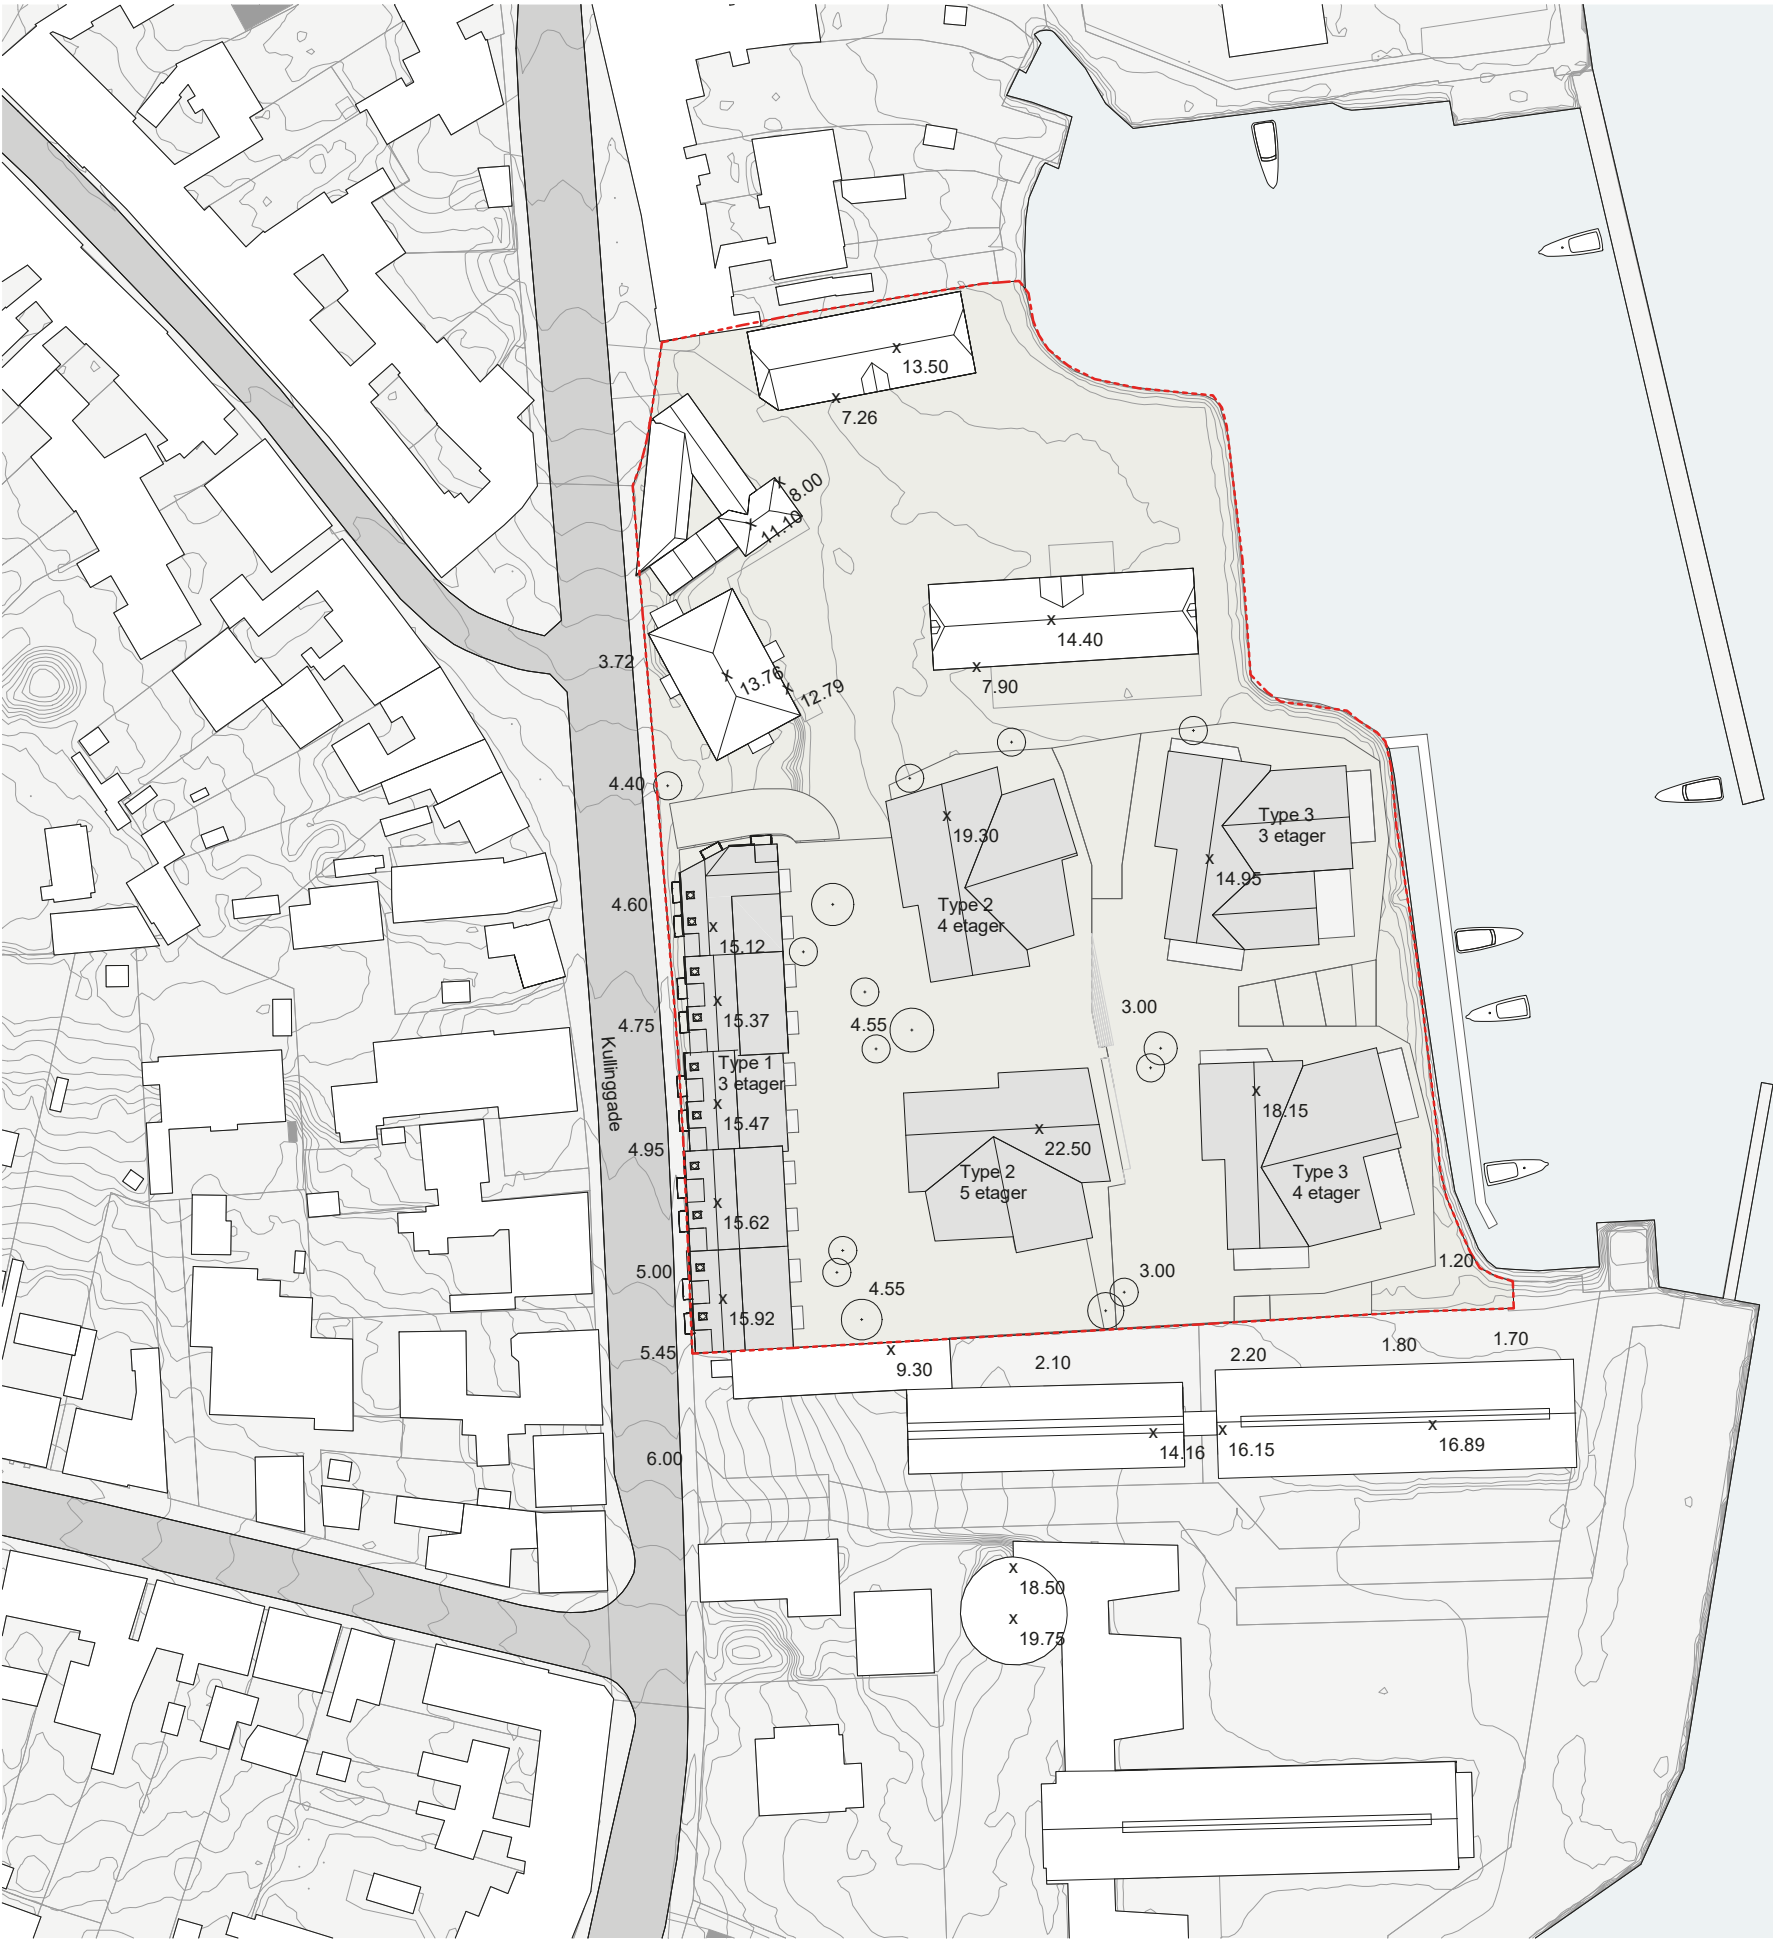 x
13.50
x
7.26
x
8.00
x
11.10
x
14.40
3.72
x
13.76
x
12.79
x
7.90
4.40
x
19.30
Type 3
3 etager
x
14.95
4.60
Type 2
4 etager
x
15.12
x
15.37
4.75
4.55
3.00
Kullinggade
Type 1
3 etager
x
15.47
x
18.15
4.95
x
22.50
Type 2
5 etager
Type 3
4 etager
x
15.62
5.00
4.55
3.00
1.20
x
15.92
5.45
x
9.30
2.10
2.20
1.80
1.70
6.00
x
14.16
x
16.15
x
16.89
x
18.50
x
19.75